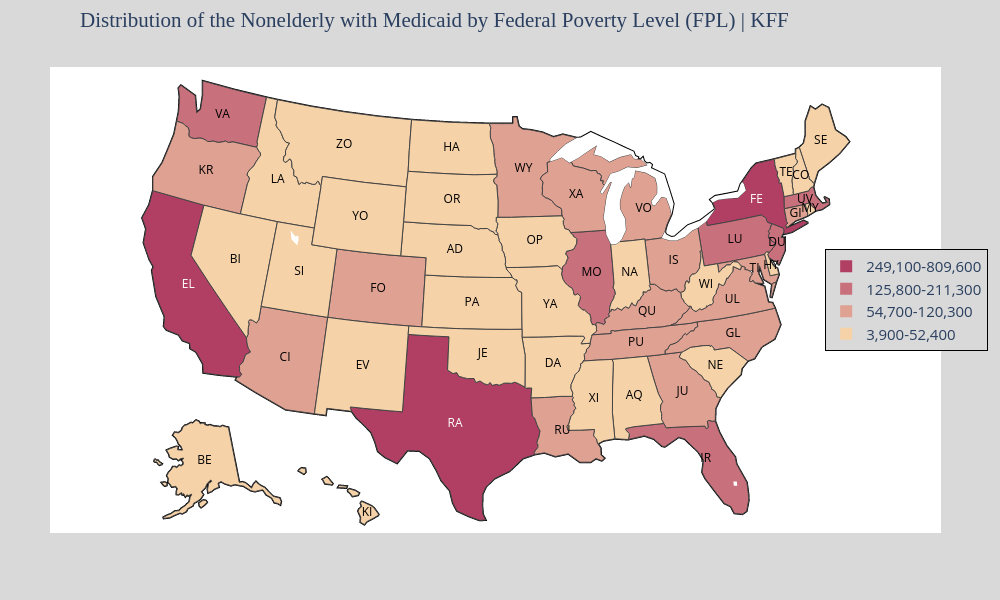 Distribution of the Nonelderly with Medicaid by Federal Poverty Level (FPL) | KFF
VA
ZO
HA
WY
SE
KR
LA
TE
CO
OR
XA
FE
UV
YO
VO
GI
MY
AD
OP
LU
DU
BI
SI
MO
NA
IS
249,100-809,600
EL
FO
WI
125,800-211,300
PA
YA
QU
UL
54,700-120,300
CI
JE
PU
GL
3,900-52,400
EV
DA
NE
XI
AQ
JU
RA
RU
IR
BE
KI